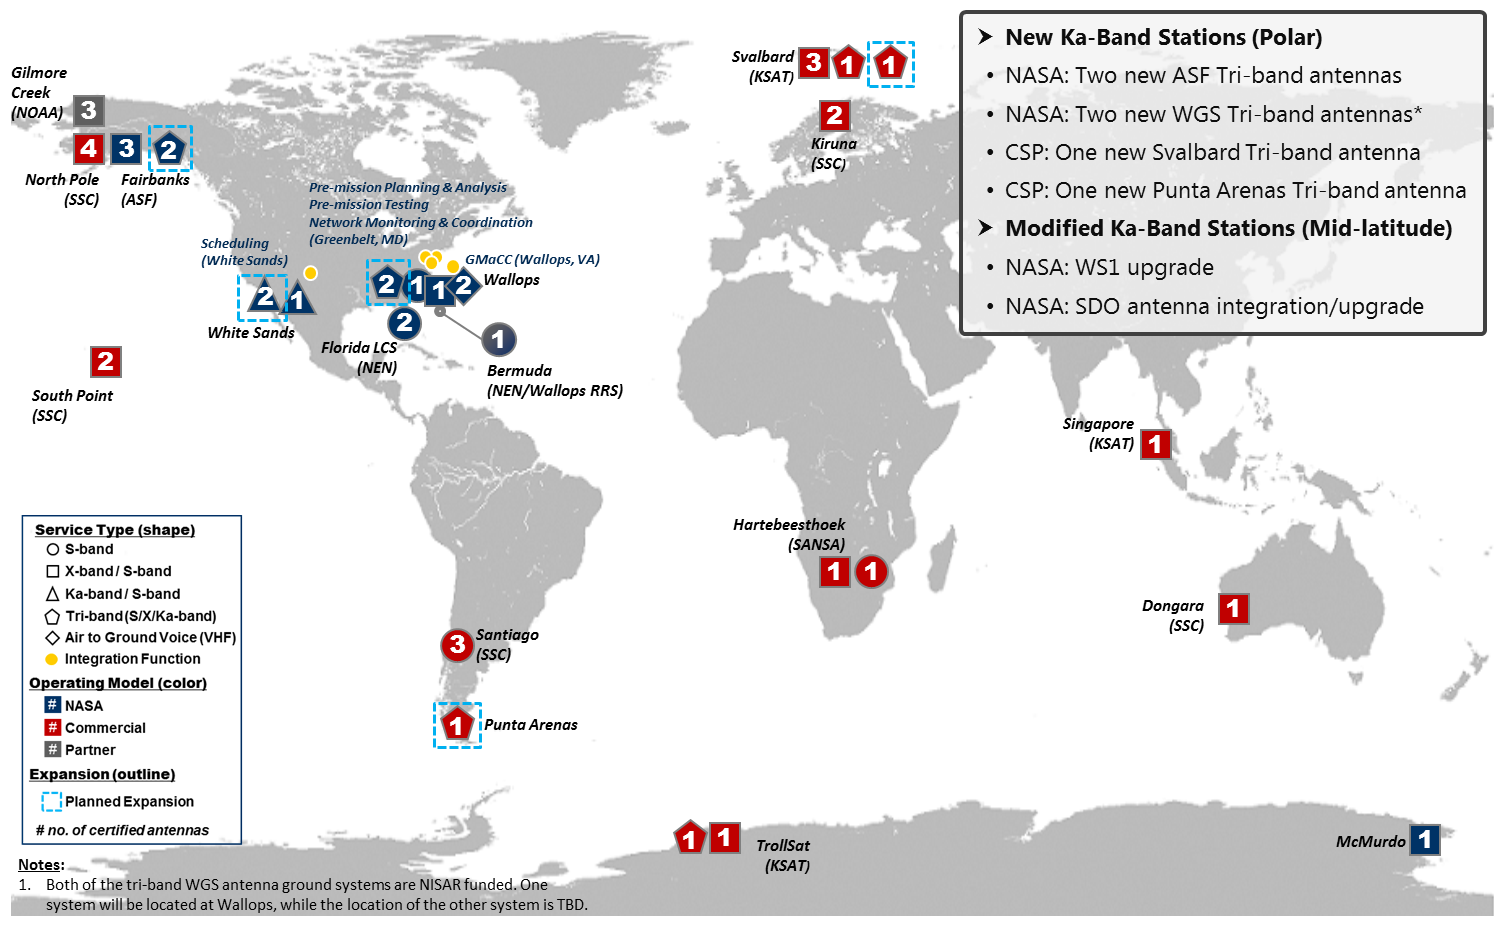 ➤ New Ka-Band Stations (Polar)
• NASA: Two new ASF Tri-band antennas
• NASA: Two new WGS Tri-band antennas*
• CSP: One new Svalbard Tri-band antenna
• CSP: One new Punta Arenas Tri-band antenna
➤ Modified Ka-Band Stations (Mid-latitude)
• NASA: WS1 upgrade
• NASA: SDO antenna integration/upgrade
Svalbard
(KSAT)
3 1 1
2
Kiruna
(SSC)
Gilmore
Creek
(NOAA)
3
4 3 2
North Pole
(SSC)
Fairbanks
(ASF)
Pre-mission Planning & Analysis
Pre-mission Testing
Network Monitoring & Coordination
(Greenbelt, MD)
Scheduling
(White Sands)
GMaCC (Wallops, VA)
Wallops
2 1 1 2
2 1
White Sands
2
Florida LCS
(NEN)
1
Bermuda
(NEN/Wallops RRS)
2
South Point
(SSC)
Singapore
(KSAT)
1
Hartebeesthoek
(SANSA)
1 1
Dongara
(SSC)
1
3
Santiago
(SSC)
1
Punta Arenas
1 1
TrollSat
(KSAT)
McMurdo
1
Service Type (shape)
S-band
X-band / S-band
Ka-band / S-band
Tri-band (S/X/Ka-band)
Air to Ground Voice (VHF)
Integration Function
Operating Model (color)
# NASA
# Commercial
# Partner
Expansion (outline)
Planned Expansion
# no. of certified antennas
Notes:
1. Both of the tri-band WGS antenna ground systems are NISAR funded. One
system will be located at Wallops, while the location of the other system is TBD.